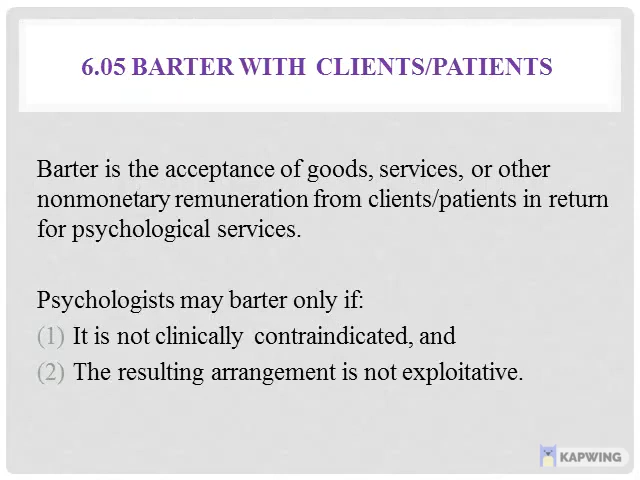 6.05 BARTER WITH CLIENTS/PATIENTS
Barter is the acceptance of goods, services, or other
nonmonetary remuneration from clients/patients in return
for psychological services.
Psychologists may barter only if:
(1) It is not clinically contraindicated, and
(2) The resulting arrangement is not exploitative.
KAPWING